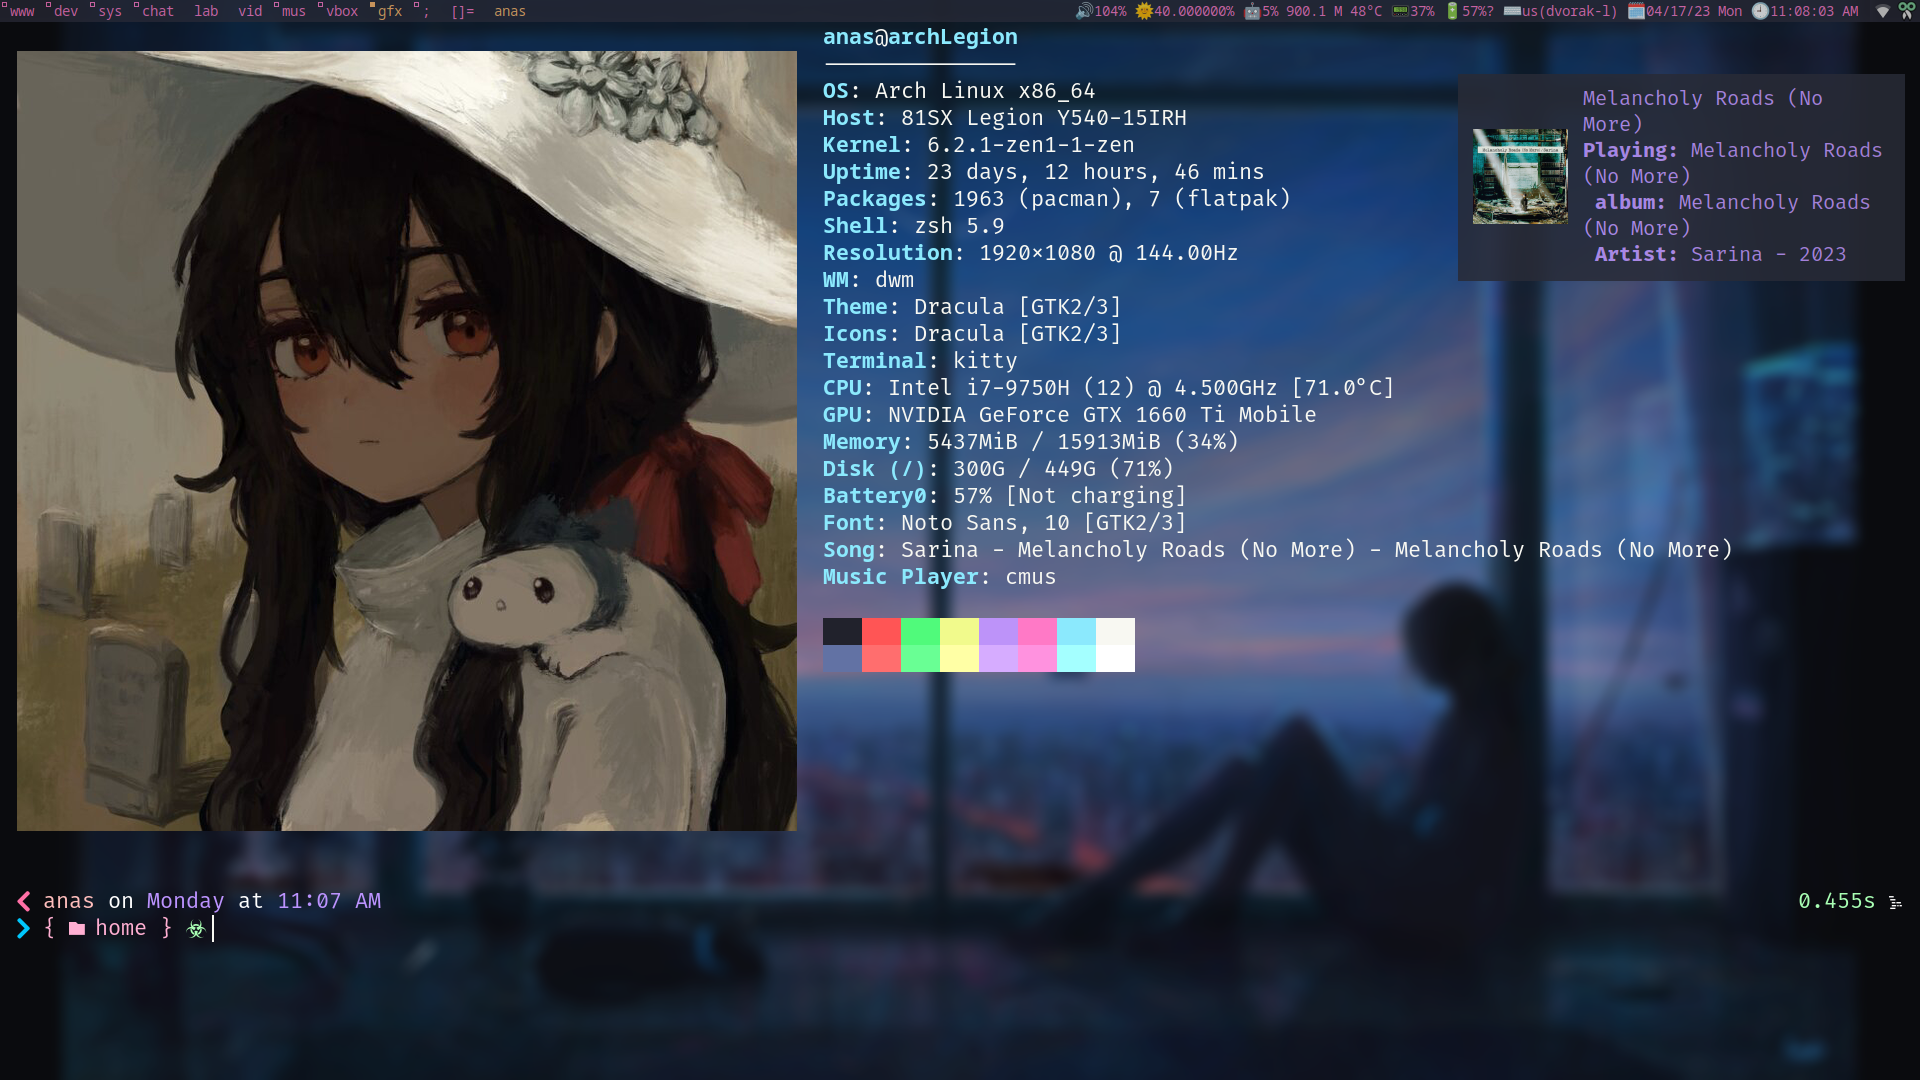 www dev sys chat lab vid mus vbox gfx ; []= anas
104% 40.000000% 5% 900.1 M 48°C 37% 57%? us(dvorak-l) 04/17/23 Mon 11:08:03 AM
anas@archLegion
OS: Arch Linux x86_64
Host: 81SX Legion Y540-15IRH
Kernel: 6.2.1-zen1-1-zen
Uptime: 23 days, 12 hours, 46 mins
Packages: 1963 (pacman), 7 (flatpak)
Shell: zsh 5.9
Resolution: 1920×1080 @ 144.00Hz
WM: dwm
Theme: Dracula [GTK2/3]
Icons: Dracula [GTK2/3]
Terminal: kitty
CPU: Intel i7-9750H (12) @ 4.500GHz [71.0°C]
GPU: NVIDIA GeForce GTX 1660 Ti Mobile
Memory: 5437MiB / 15913MiB (34%)
Disk (/): 300G / 449G (71%)
Battery0: 57% [Not charging]
Font: Noto Sans, 10 [GTK2/3]
Song: Sarina - Melancholy Roads (No More) - Melancholy Roads (No More)
Music Player: cmus
Melancholy Roads (No
More)
Playing: Melancholy Roads
(No More)
album: Melancholy Roads
(No More)
Artist: Sarina - 2023
anas on Monday at 11:07 AM
0.455s
{ home }